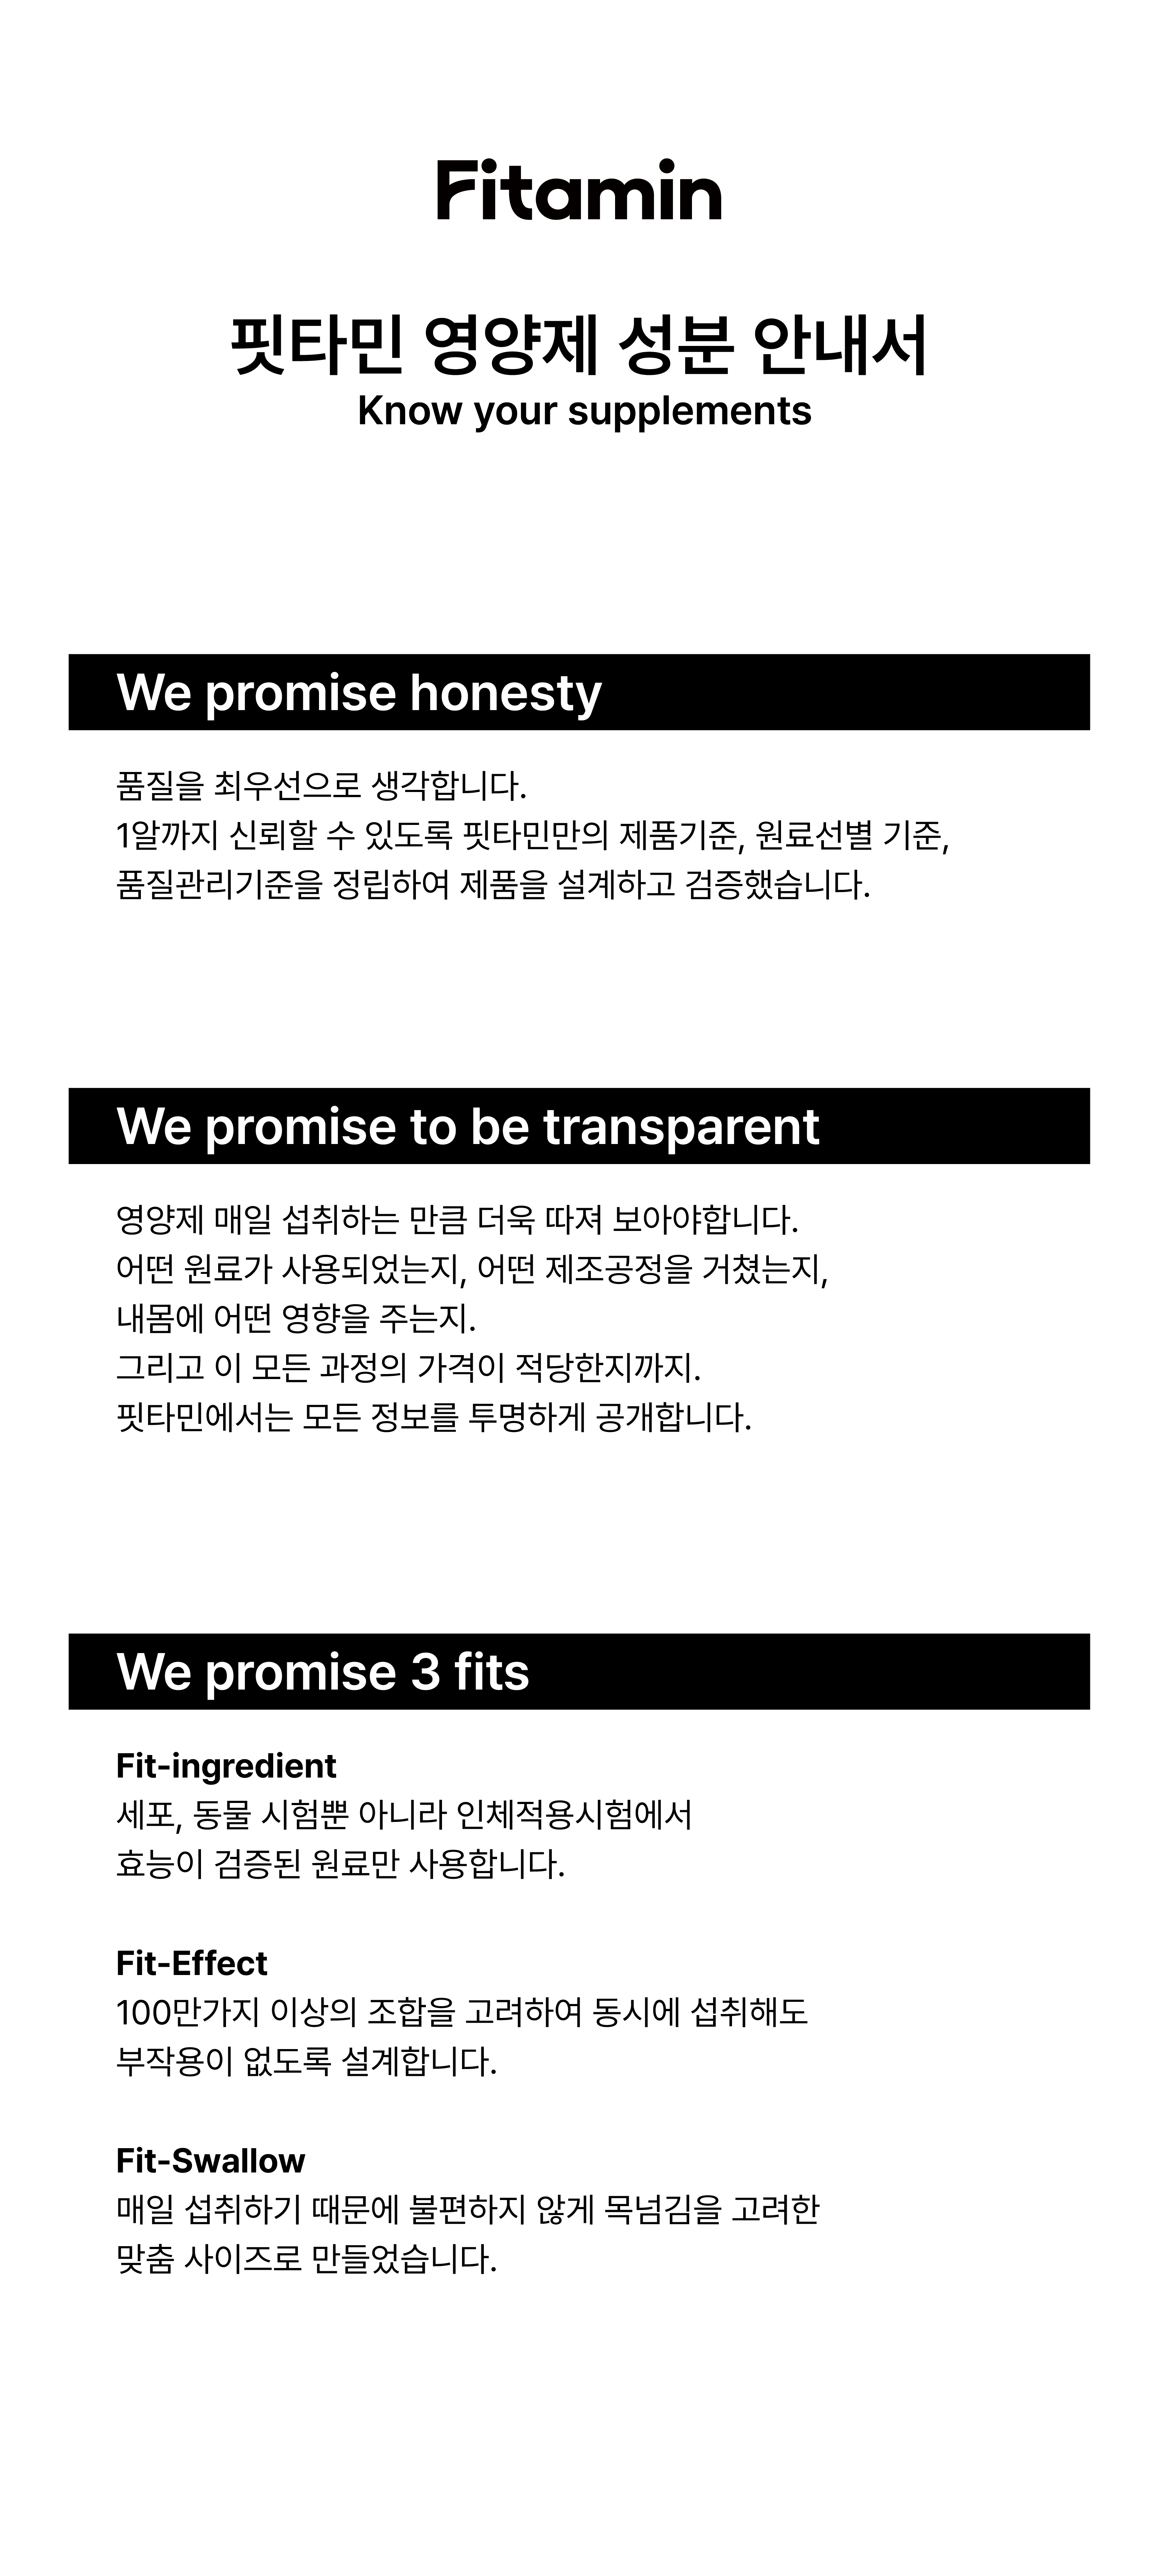 Fitamin
핏타민 영양제 성분 안내서
Know your supplements
We promise honesty
품질을 최우선으로 생각합니다.
1알까지 신뢰할 수 있도록 핏타민만의 제품기준, 원료선별 기준,
품질관리기준을 정립하여 제품을 설계하고 검증했습니다.
We promise to be transparent
영양제 매일 섭취하는 만큼 더욱 따져 보아야합니다.
어떤 원료가 사용되었는지, 어떤 제조공정을 거쳤는지,
내몸에 어떤 영향을 주는지.
그리고 이 모든 과정의 가격이 적당한지까지.
핏타민에서는 모든 정보를 투명하게 공개합니다.
We promise 3 fits
Fit-ingredient
세포, 동물 시험뿐 아니라 인체적용시험에서
효능이 검증된 원료만 사용합니다.
Fit-Effect
100만가지 이상의 조합을 고려하여 동시에 섭취해도
부작용이 없도록 설계합니다.
Fit-Swallow
매일 섭취하기 때문에 불편하지 않게 목넘김을 고려한
맞춤 사이즈로 만들었습니다.